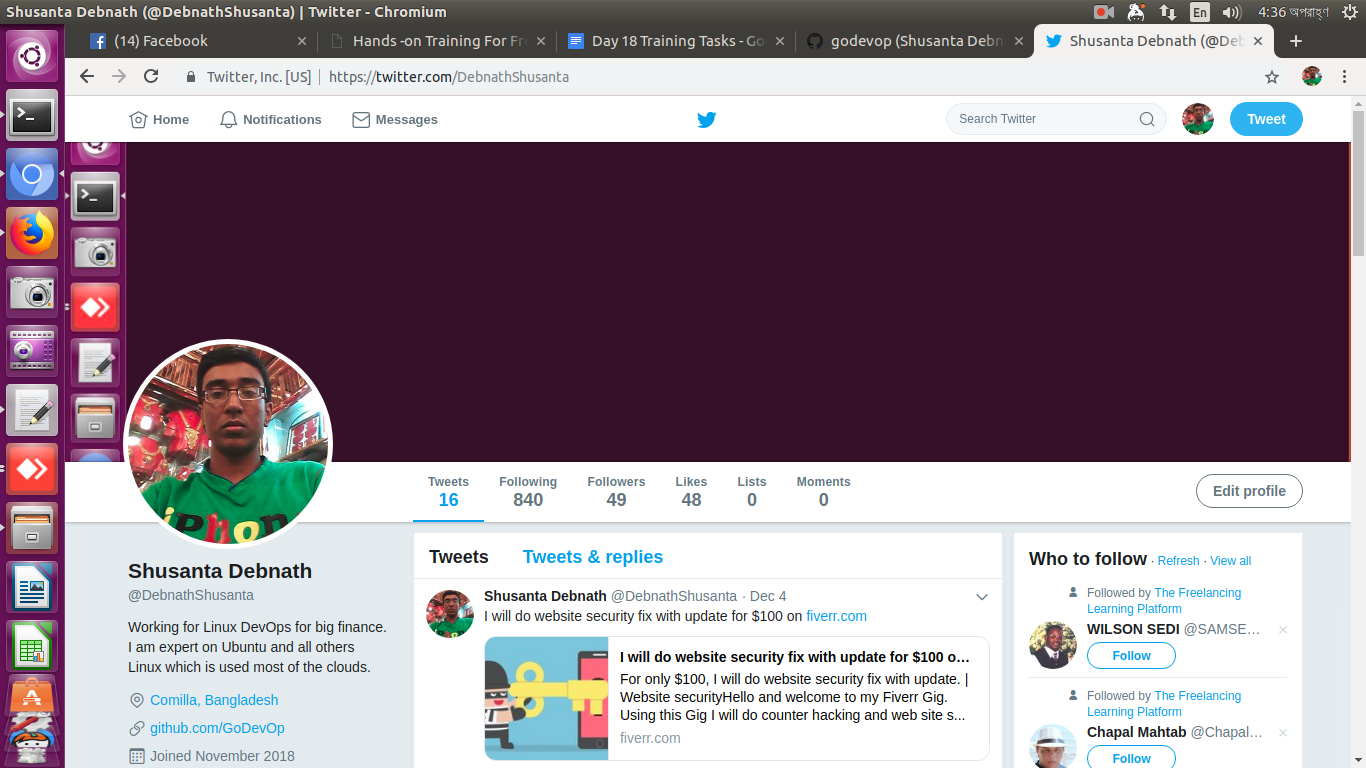 Shusanta Debnath (@DebnathShusanta) | Twitter - Chromium
En
4:36 অপরাহ্ণ
(14) Facebook
Hands -on Training For Fre
Day 18 Training Tasks - Go
godevop (Shusanta Debn
Shusanta Debnath (@Deb
Twitter, Inc. [US]
https://twitter.com/DebnathShusanta
Home
Notifications
Messages
Search Twitter
Tweet
Tweets
16
Following
840
Followers
49
Likes
48
Lists
0
Moments
0
Edit profile
Shusanta Debnath
@DebnathShusanta
Working for Linux DevOps for big finance.
I am expert on Ubuntu and all others
Linux which is used most of the clouds.
Comilla, Bangladesh
github.com/GoDevOp
Joined November 2018
Tweets
Tweets & replies
Shusanta Debnath @DebnathShusanta · Dec 4
I will do website security fix with update for $100 on fiverr.com
I will do website security fix with update for $100 o...
For only $100, I will do website security fix with update. |
Website securityHello and welcome to my Fiverr Gig.
Using this Gig I will do counter hacking and web site s...
fiverr.com
Who to follow · Refresh · View all
Followed by The Freelancing
Learning Platform
WILSON SEDI @SAMSE...
Follow
Followed by The Freelancing
Learning Platform
Chapal Mahtab @Chapal...
Follow